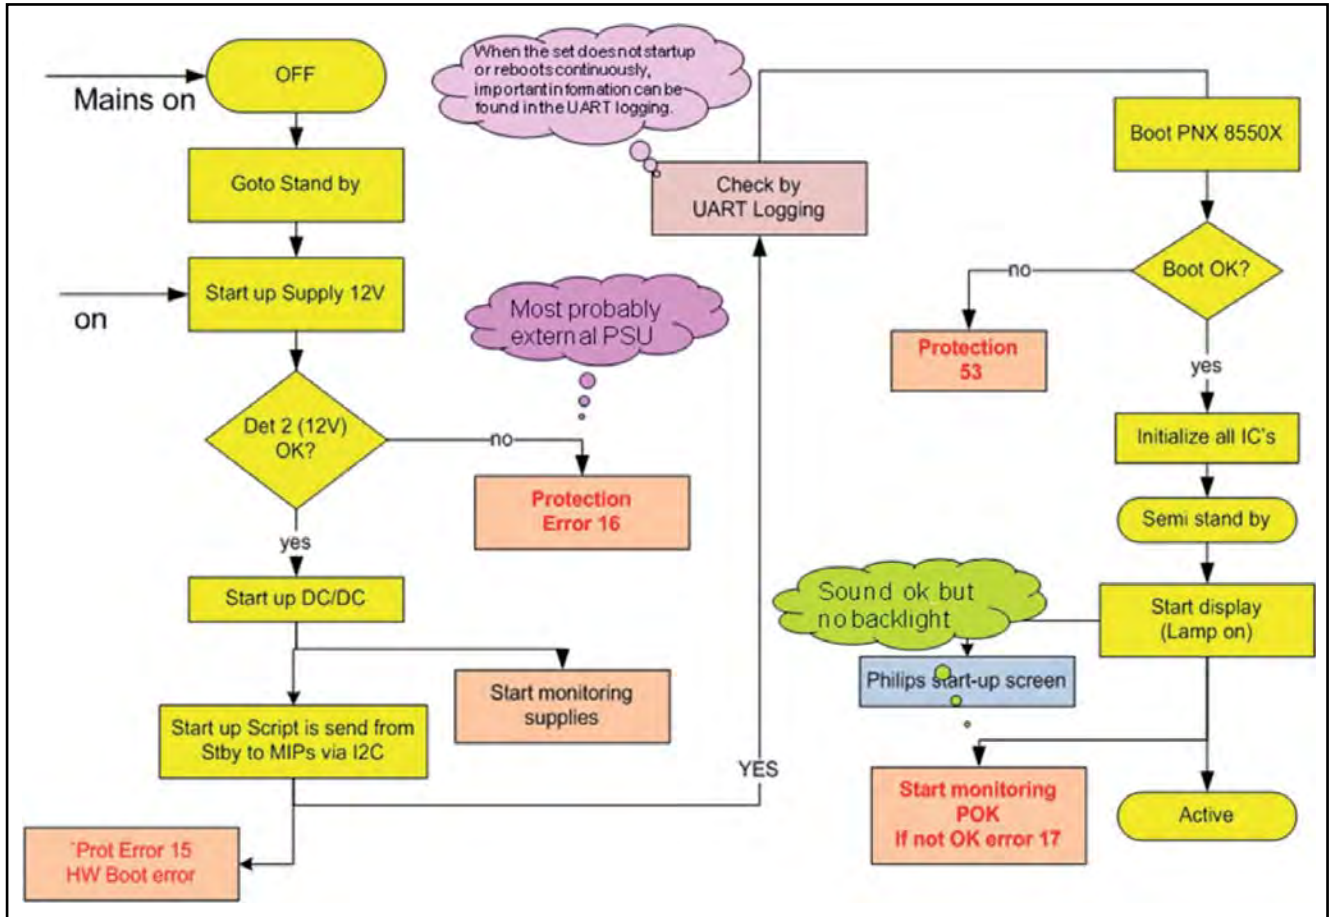 Mains on
OFF
Goto Stand by
on
Start up Supply 12V
Det 2 (12V)
OK?
no
yes
Most probably
external PSU
Protection
Error 16
Start up DC/DC
Start monitoring
supplies
Start up Script is send from
Stby to MIPs via I2C
`Prot Error 15
HW Boot error
YES
When the set does not startup
or reboots continuously,
important information can be
found in the UART logging.
Check by
UART Logging
Boot PNX 8550X
Boot OK?
no
Protection
53
yes
Initialize all IC's
Semi stand by
Start display
(Lamp on)
Sound ok but
no backlight
Philips start-up screen
Start monitoring
POK
If not OK error 17
Active